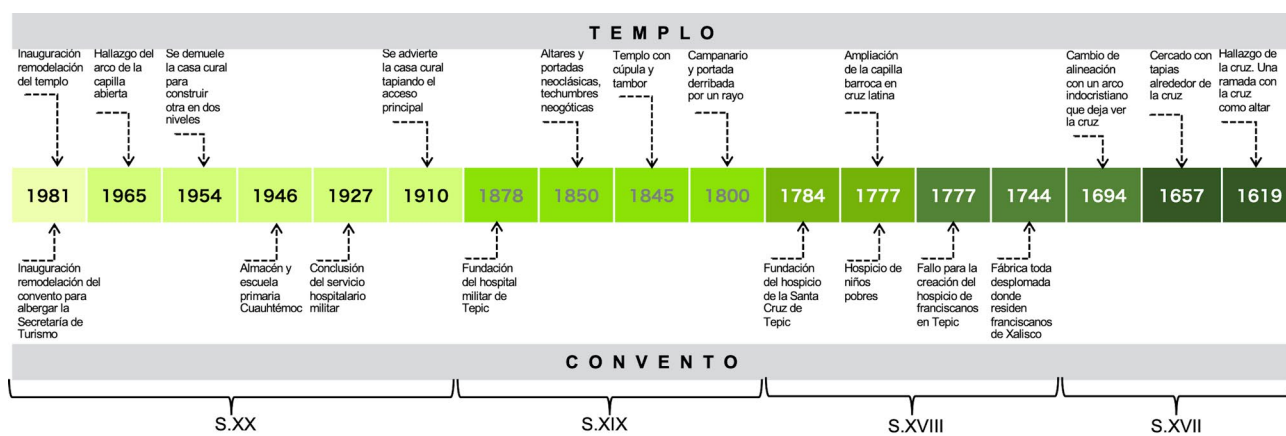 TEMPLO
Inauguración
remodelación
del templo
Hallazgo del
arco de la
capilla
abierta
Se demuele
la casa cural
para
construir
otra en dos
niveles
Se advierte
la casa cural
tapiando el
acceso
principal
Altares y
portadas
neoclásicas,
techumbres
neogóticas
Templo con
cúpula y
tambor
Campanario
y portada
derribada
por un rayo
Ampliación
de la capilla
barroca en
cruz latina
Cambio de
alineación
con un arco
indocristiano
que deja ver
la cruz
Cercado con
tapias
alrededor de
la cruz
Hallazgo de
la cruz. Una
ramada con
la cruz
como altar
1981 1965 1954 1946 1927 1910 1878 1850 1845 1800 1784 1777 1777 1744 1694 1657 1619
Inauguración
remodelación del
convento para
albergar la
Secretaría de
Turismo
Almacén y
escuela
primaria
Cuauhtémoc
Conclusión
del servicio
hospitalario
militar
Fundación
del hospital
militar de
Tepic
Fundación
del hospicio
de la Santa
Cruz de
Tepic
Hospicio de
niños
pobres
Fallo para la
creación del
hospicio de
franciscanos
en Tepic
Fábrica toda
desplomada
donde
residen
franciscanos
de Xalisco
CONVENTO
S.XX S.XIX S.XVIII S.XVII